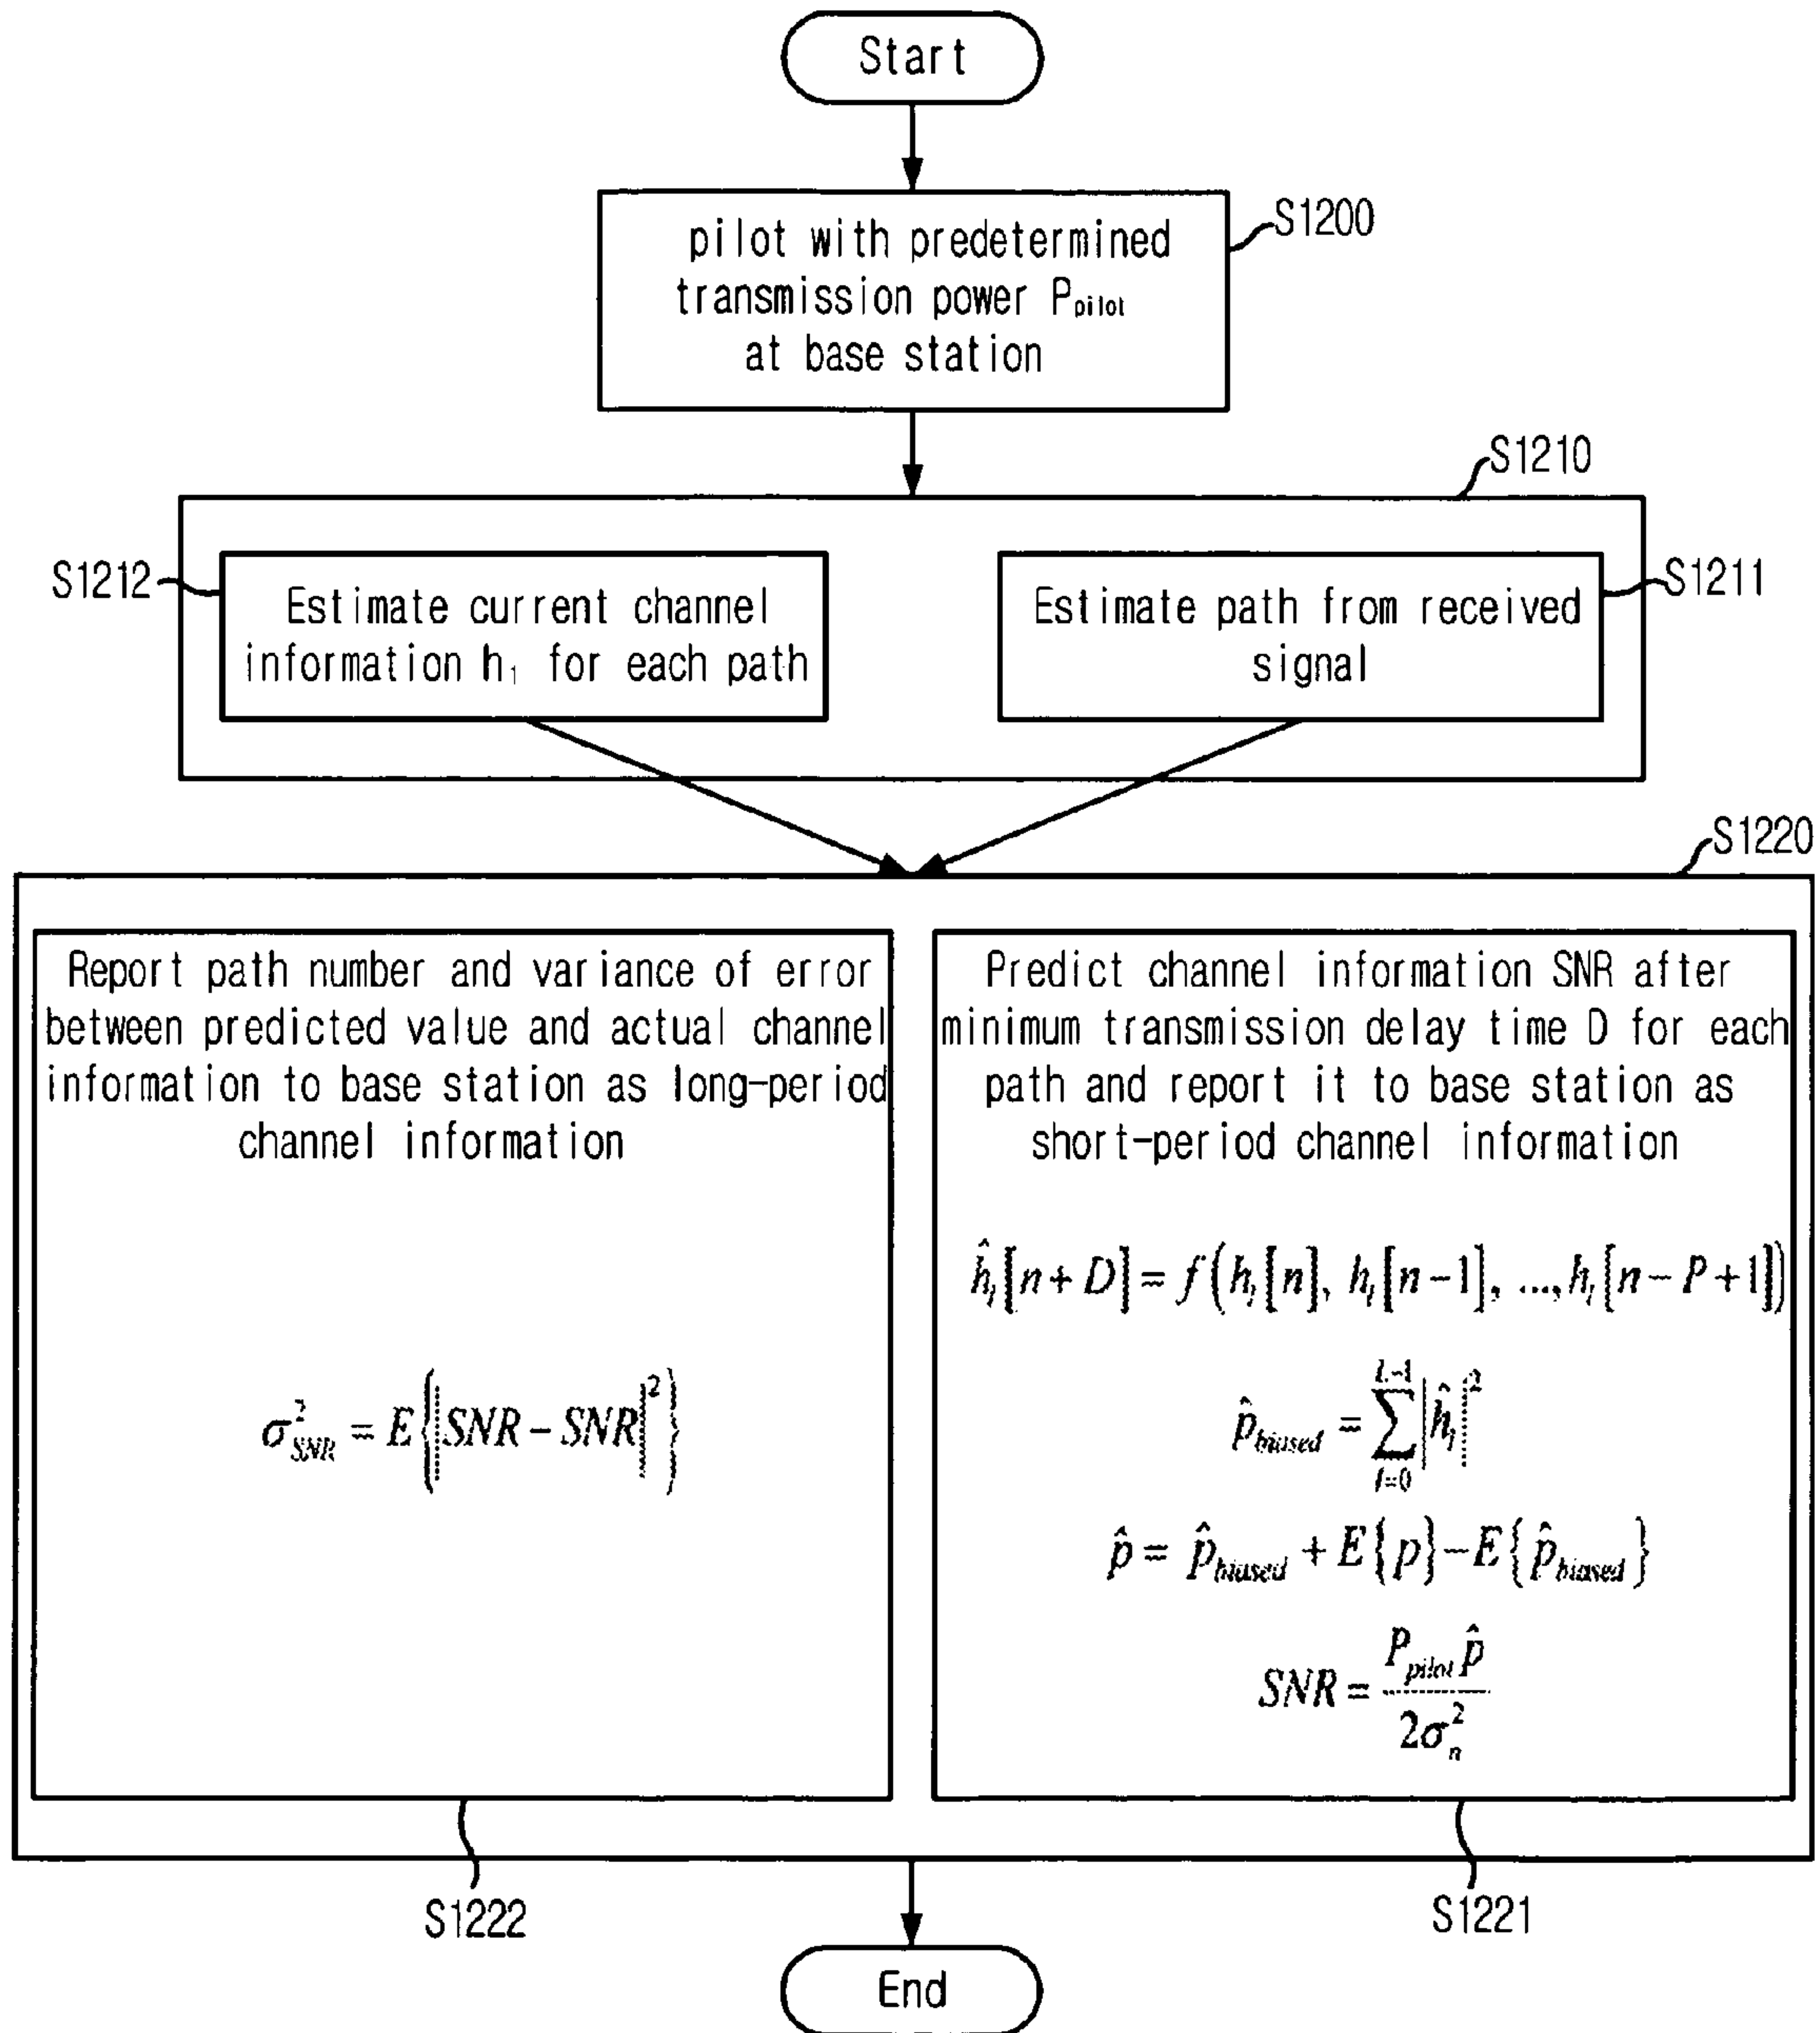 Start
pilot with predetermined
transmission power Ppilot
at base station
S1200
S1210
S1212
Estimate current channel
information h₁ for each path
Estimate path from received
signal
S1211
S1220
Report path number and variance of error
between predicted value and actual channel
information to base station as long-period
channel information
σ²_SNR = E{|SNR − SNR|²}
Predict channel information SNR after
minimum transmission delay time D for each
path and report it to base station as
short-period channel information
ĥ_l[n + D] = f(h_l[n], h_l[n−1], ..., h_l[n−P+1])
p̂_biased = ∑_{l=0}^{L−1} |ĥ_l|²
p̂ = p̂_biased + E{p} − E{p̂_biased}
SNR = P_pilot p̂ / 2σ²_n
S1222
S1221
End